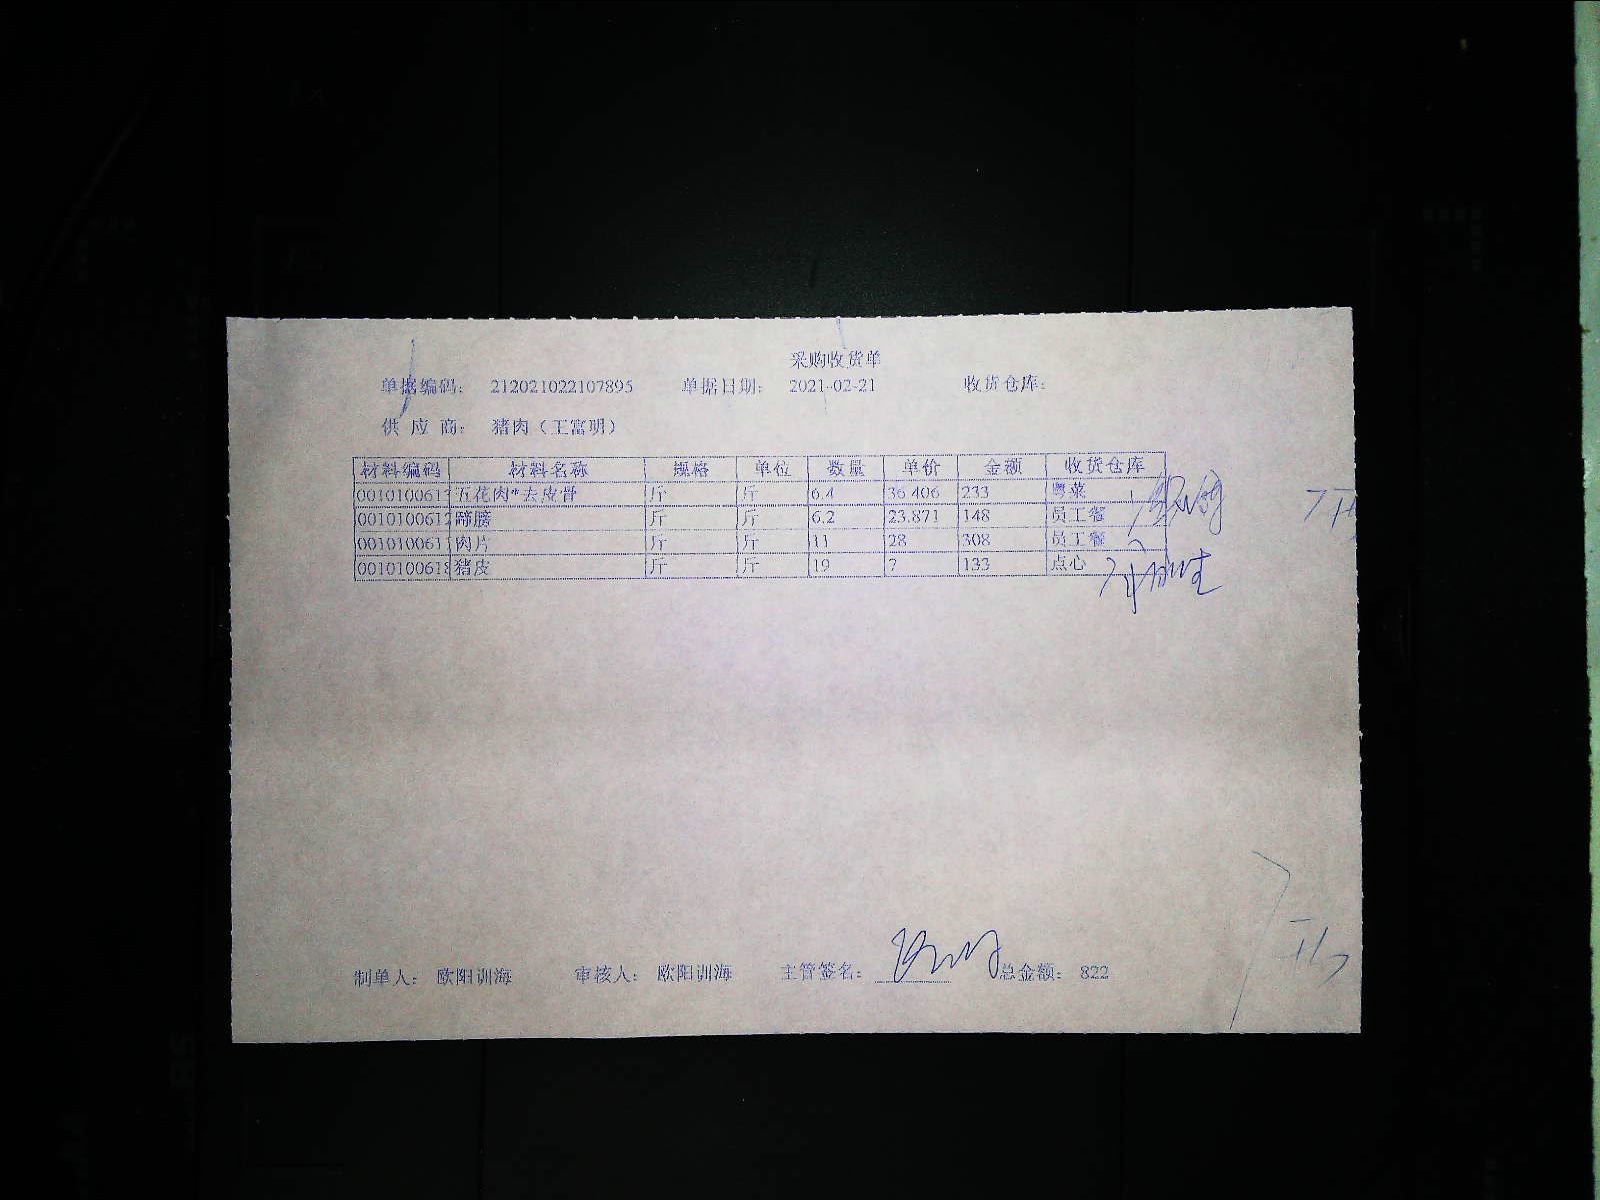 采购收货单
单据编码: 212021022107895 单据日期: 2021-02-21 收货仓库:
供 应 商: 猪肉(王富明)
材料编码 材料名称 规格 单位 数量 单价 金额 收货仓库
0010100613 五花肉*去皮骨 斤 斤 6.4 36.406 233 粤菜
0010100612 蹄膀 斤 斤 6.2 23.871 148 员工餐
001010061 肉片 斤 斤 11 28 308 员工餐
0010100618 猪皮 斤 斤 19 7 133 点心
制单人: 欧阳训海 审核人: 欧阳训海 主管签名: 总金额: 822